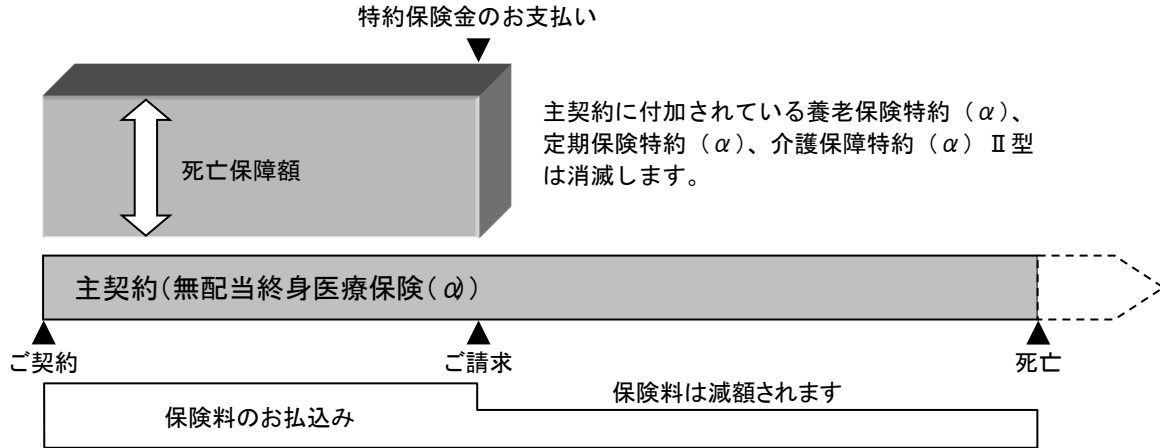 特約保険金のお支払い
死亡保障額
主契約に付加されている養老保険特約（α）、
定期保険特約（α）、介護保障特約（α）Ⅱ型
は消滅します。
主契約(無配当終身医療保険(α))
ご契約
ご請求
死亡
保険料のお払込み
保険料は減額されます